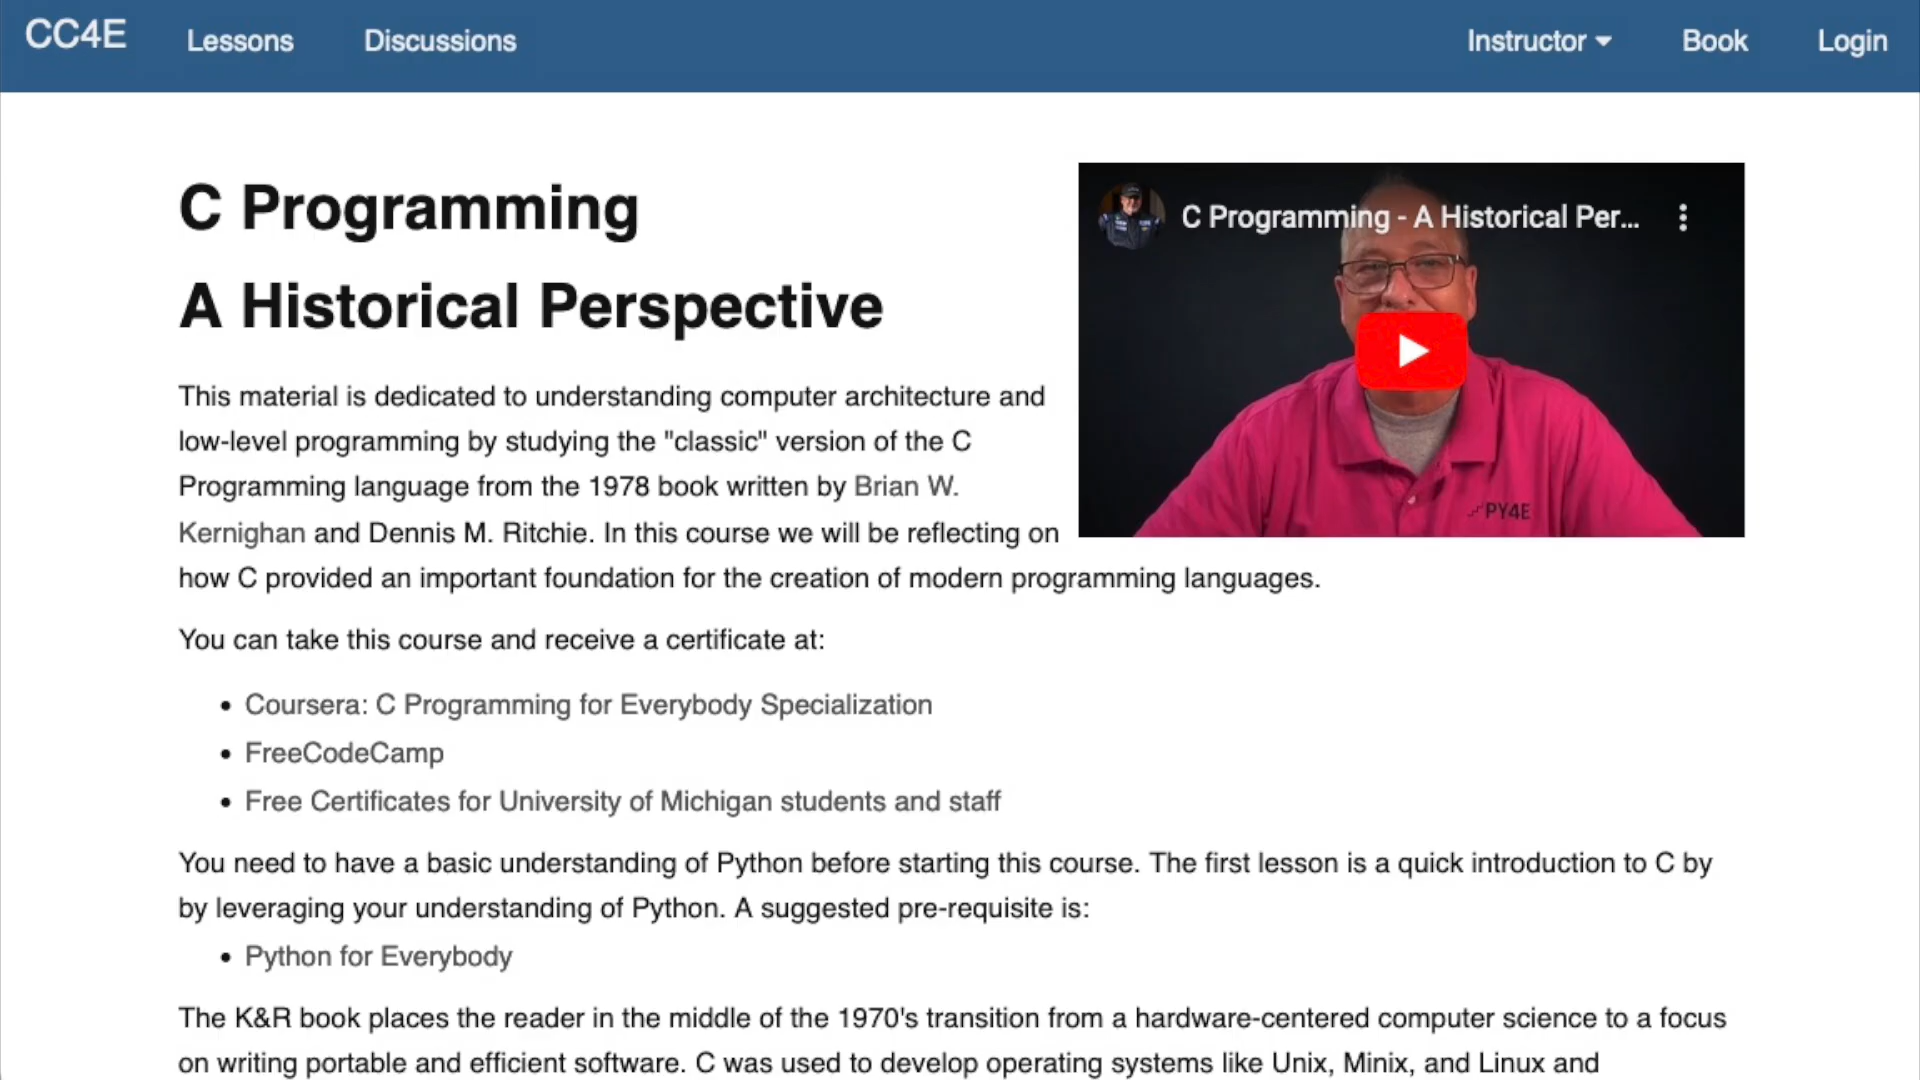 CC4E Lessons Discussions Instructor Book Login
C Programming
A Historical Perspective
C Programming - A Historical Per...
PY4E
This material is dedicated to understanding computer architecture and
low-level programming by studying the "classic" version of the C
Programming language from the 1978 book written by Brian W.
Kernighan and Dennis M. Ritchie. In this course we will be reflecting on
how C provided an important foundation for the creation of modern programming languages.
You can take this course and receive a certificate at:
• Coursera: C Programming for Everybody Specialization
• FreeCodeCamp
• Free Certificates for University of Michigan students and staff
You need to have a basic understanding of Python before starting this course. The first lesson is a quick introduction to C by
by leveraging your understanding of Python. A suggested pre-requisite is:
• Python for Everybody
The K&R book places the reader in the middle of the 1970's transition from a hardware-centered computer science to a focus
on writing portable and efficient software. C was used to develop operating systems like Unix, Minix, and Linux and